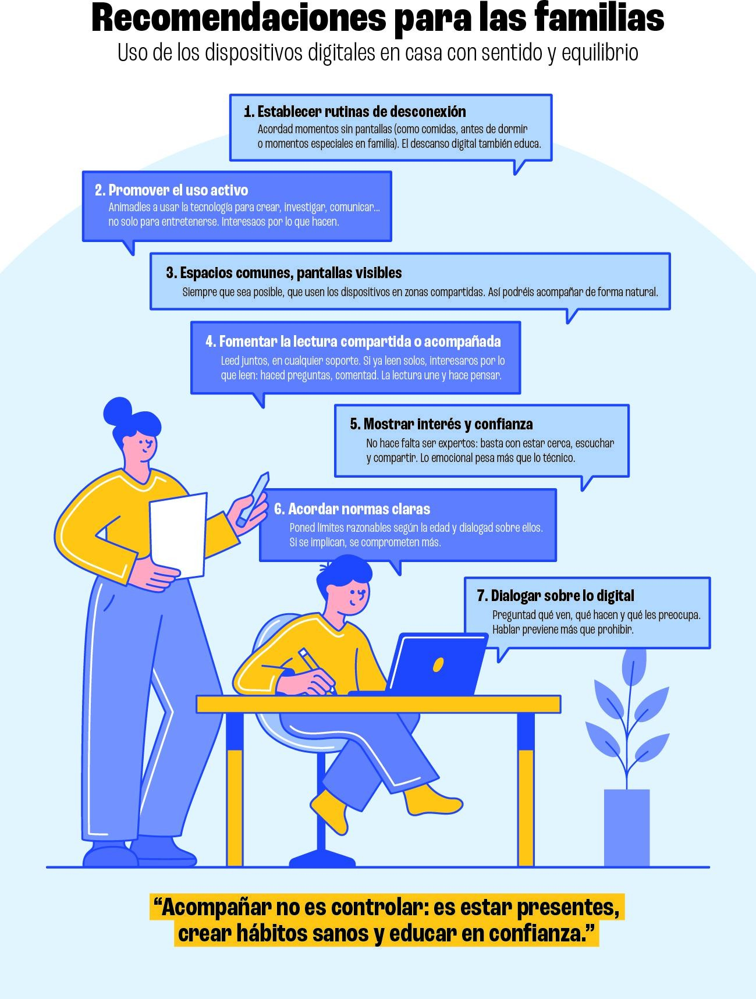 Recomendaciones para las familias
Uso de los dispositivos digitales en casa con sentido y equilibrio
1. Establecer rutinas de desconexión
Acordad momentos sin pantallas (como comidas, antes de dormir
o momentos especiales en familia). El descanso digital también educa.
2. Promover el uso activo
Animadles a usar la tecnología para crear, investigar, comunicar...
no solo para entretenerse. Interesaos por lo que hacen.
3. Espacios comunes, pantallas visibles
Siempre que sea posible, que usen los dispositivos en zonas compartidas. Así podréis acompañar de forma natural.
4. Fomentar la lectura compartida o acompañada
Leed juntos, en cualquier soporte. Si ya leen solos, interesaros por lo
que leen: haced preguntas, comentad. La lectura une y hace pensar.
5. Mostrar interés y confianza
No hace falta ser expertos: basta con estar cerca, escuchar
y compartir. Lo emocional pesa más que lo técnico.
6. Acordar normas claras
Poned límites razonables según la edad y dialogad sobre ellos.
Si se implican, se comprometen más.
7. Dialogar sobre lo digital
Preguntad qué ven, qué hacen y qué les preocupa.
Hablar previene más que prohibir.
“Acompañar no es controlar: es estar presentes,
crear hábitos sanos y educar en confianza.”